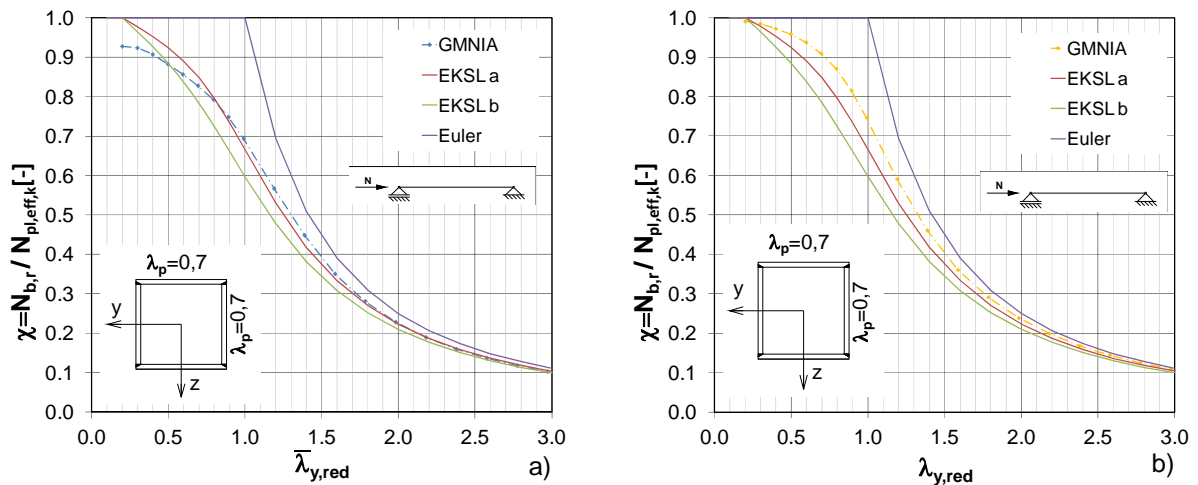 χ=N_b,r / N_pl,eff,k[-]
1.0
0.9
0.8
0.7
0.6
0.5
0.4
0.3
0.2
0.1
0.0
GMNIA
EKSL a
EKSL b
Euler
N
λ_p=0,7
λ_p=0,7
y
z
0.0 0.5 1.0 1.5 2.0 2.5 3.0
λ̅_y,red
a)
χ=N_b,r / N_pl,eff,k[-]
1.0
0.9
0.8
0.7
0.6
0.5
0.4
0.3
0.2
0.1
0.0
GMNIA
EKSL a
EKSL b
Euler
N
λ_p=0,7
λ_p=0,7
y
z
0.0 0.5 1.0 1.5 2.0 2.5 3.0
λ_y,red
b)